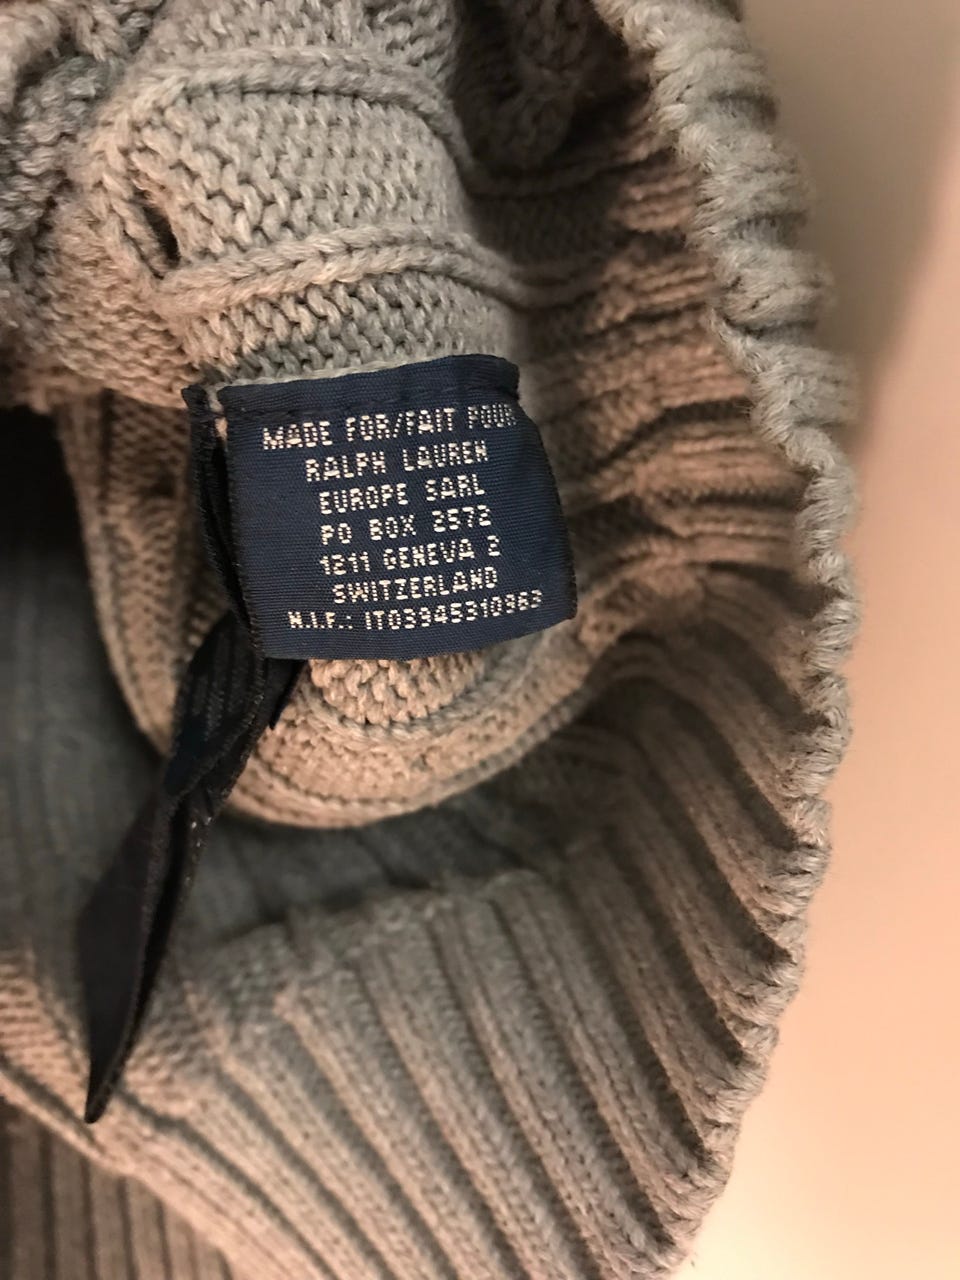 MADE FOR/FAIT POUR
RALPH LAUREN
EUROPE SARL
PO BOX 2572
1211 GENEVA 2
SWITZERLAND
N.I.F.: IT03945310963